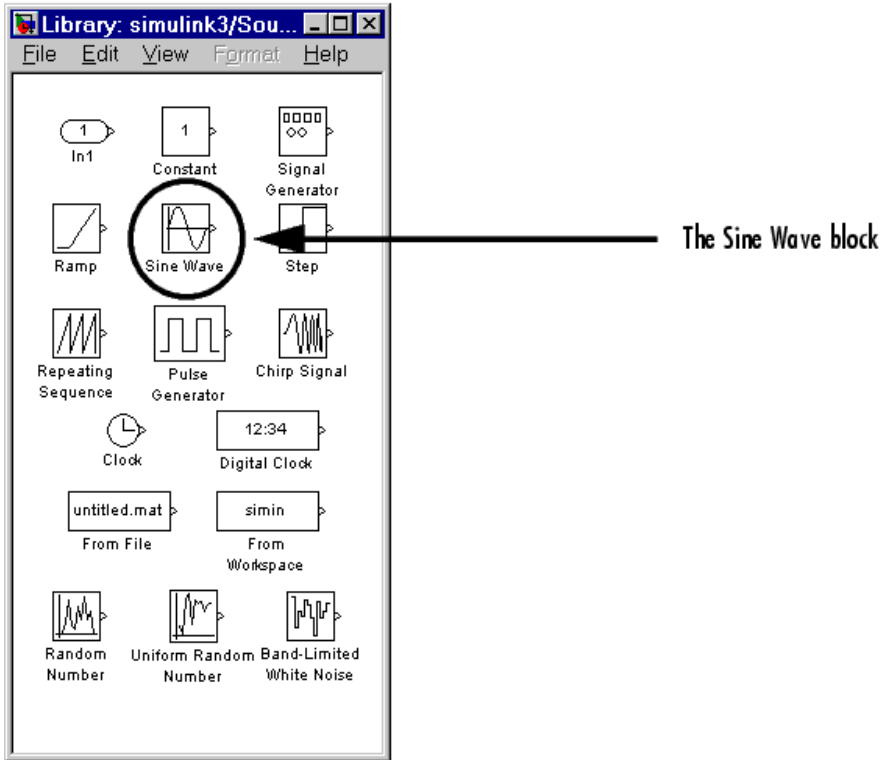 Library: simulink3/Sou...
File Edit View Format Help
1
In1
1
Constant
Signal
Generator
Ramp
Sine Wave
Step
The Sine Wave block
Repeating
Sequence
Pulse
Generator
Chirp Signal
Clock
12:34
Digital Clock
untitled.mat
From File
simin
From
Workspace
Random
Number
Uniform Random
Number
Band-Limited
White Noise